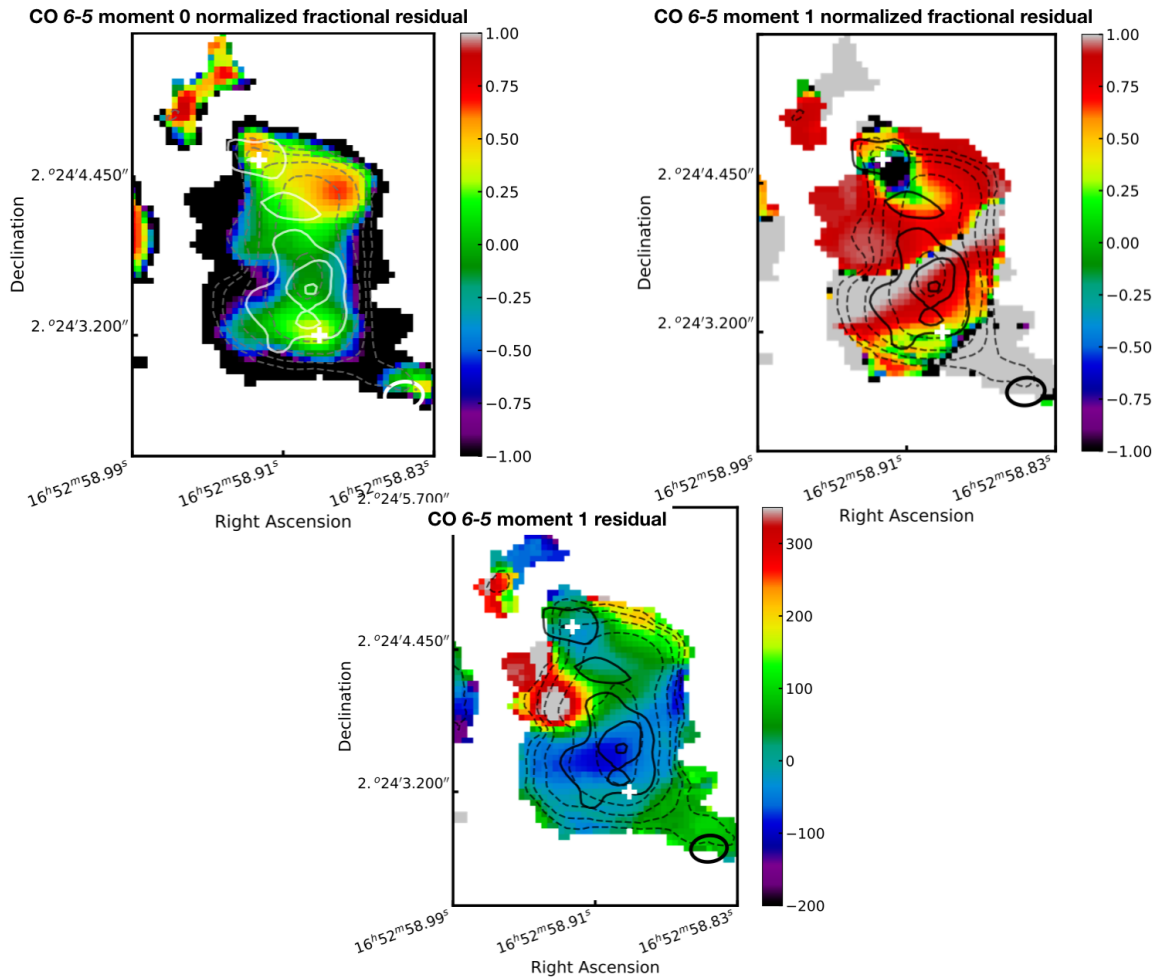 CO 6-5 moment 0 normalized fractional residual
1.00
0.75
0.50
0.25
0.00
−0.25
−0.50
−0.75
−1.00
2. °24′4.450″
2. °24′3.200″
Declination
16ʰ52ᵐ58.99ˢ
16ʰ52ᵐ58.91ˢ
16ʰ52ᵐ58.83ˢ
Right Ascension
CO 6-5 moment 1 normalized fractional residual
1.00
0.75
0.50
0.25
0.00
−0.25
−0.50
−0.75
−1.00
2. °24′4.450″
2. °24′3.200″
Declination
16ʰ52ᵐ58.99ˢ
16ʰ52ᵐ58.91ˢ
16ʰ52ᵐ58.83ˢ
Right Ascension
2. °24′5.700″
CO 6-5 moment 1 residual
300
200
100
0
−100
−200
2. °24′4.450″
2. °24′3.200″
Declination
16ʰ52ᵐ58.99ˢ
16ʰ52ᵐ58.91ˢ
16ʰ52ᵐ58.83ˢ
Right Ascension